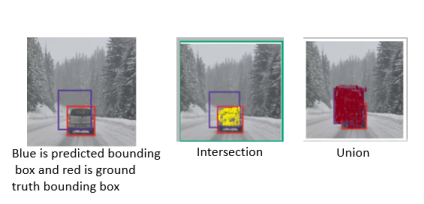 Blue is predicted bounding
box and red is ground
truth bounding box
Intersection
Union